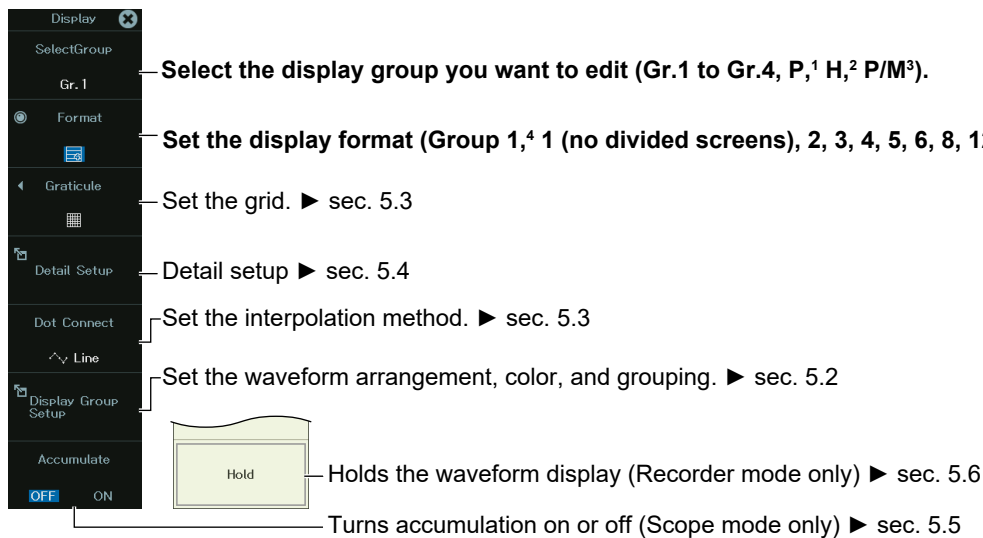 Display
SelectGroup
Gr.1
Select the display group you want to edit (Gr.1 to Gr.4, P,¹ H,² P/M³).
Format
Set the display format (Group 1,⁴ 1 (no divided screens), 2, 3, 4, 5, 6, 8,
Graticule
Set the grid. ► sec. 5.3
Detail Setup
Detail setup ► sec. 5.4
Dot Connect
Set the interpolation method. ► sec. 5.3
Line
Set the waveform arrangement, color, and grouping. ► sec. 5.2
Display Group
Setup
Accumulate
Hold
Holds the waveform display (Recorder mode only) ► sec. 5.6
OFF ON
Turns accumulation on or off (Scope mode only) ► sec. 5.5